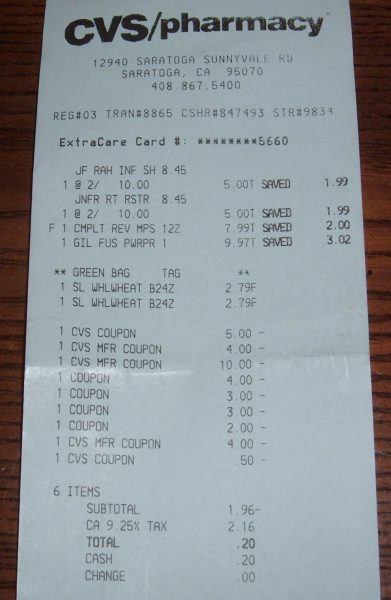 CVS/pharmacy
12940 SARATOGA SUNNYVALE RD
SARATOGA, CA 95070
408.867.5400
REG#03 TRAN#8865 CSHR#847493 STR#9834
ExtraCare Card #: ********5660
JF RAH INF SH 8.45
1 @ 2/ 10.00 5.00T SAVED 1.99
JNFR RT RSTR 8.45
1 @ 2/ 10.00 5.00T SAVED 1.99
F 1 CMPLT REV MPS 12Z 7.99T SAVED 2.00
1 GIL FUS PWRPR 1 9.97T SAVED 3.02
** GREEN BAG TAG **
1 SL WHLWHEAT B24Z 2.79F
1 SL WHLWHEAT B24Z 2.79F
1 CVS COUPON 5.00 -
1 CVS MFR COUPON 4.00 -
1 CVS MFR COUPON 10.00 -
1 COUPON 4.00 -
1 COUPON 3.00 -
1 COUPON 3.00 -
1 COUPON 2.00 -
1 CVS MFR COUPON 4.00 -
1 CVS COUPON .50 -
6 ITEMS
SUBTOTAL 1.96-
CA 9.25% TAX 2.16
TOTAL .20
CASH .20
CHANGE .00